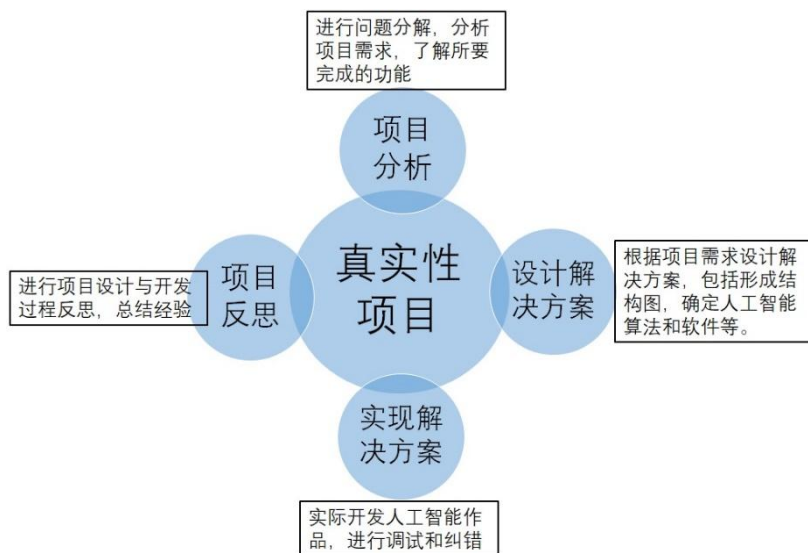 进行问题分解，分析
项目需求，了解所要
完成的功能
项目
分析
真实性
项目
设计解
决方案
根据项目需求设计解
决方案，包括形成结
构图，确定人工智能
算法和软件等。
实现解
决方案
实际开发人工智能作
品，进行调试和纠错
项目
反思
进行项目设计与开发
过程反思，总结经验